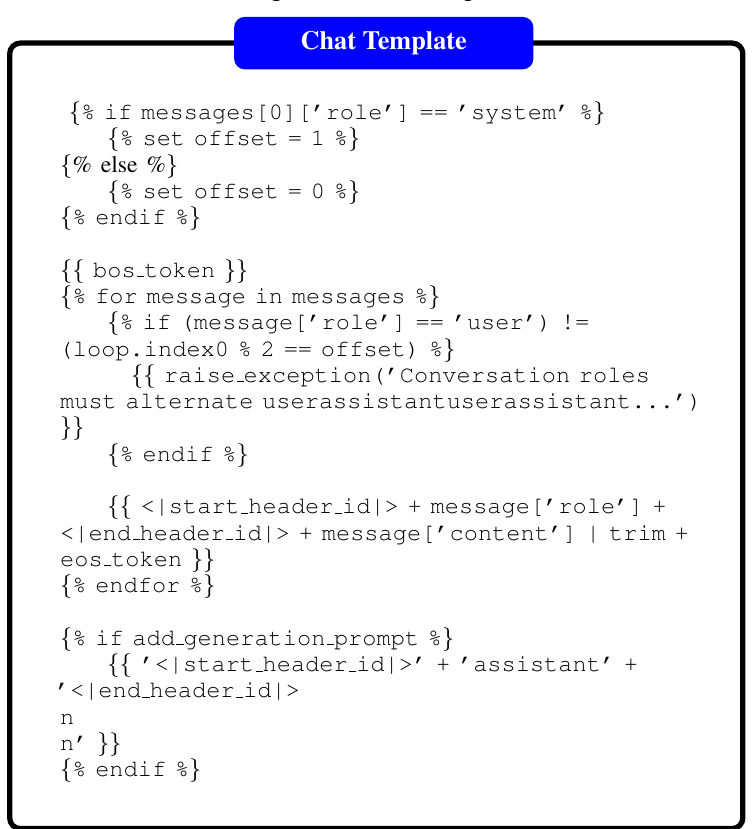 Chat Template
{% if messages[0]['role'] == 'system' %}
{% set offset = 1 %}
{% else %}
{% set offset = 0 %}
{% endif %}
{{ bos_token }}
{% for message in messages %}
{% if (message['role'] == 'user') !=
(loop.index0 % 2 == offset) %}
{{ raise_exception('Conversation roles
must alternate userassistantuserassistant...')
}}
{% endif %}
{{ <|start_header_id|> + message['role'] +
<|end_header_id|> + message['content'] | trim +
eos_token }}
{% endfor %}
{% if add_generation_prompt %}
{{ '<|start_header_id|>' + 'assistant' +
'<|end_header_id|>
n
n' }}
{% endif %}